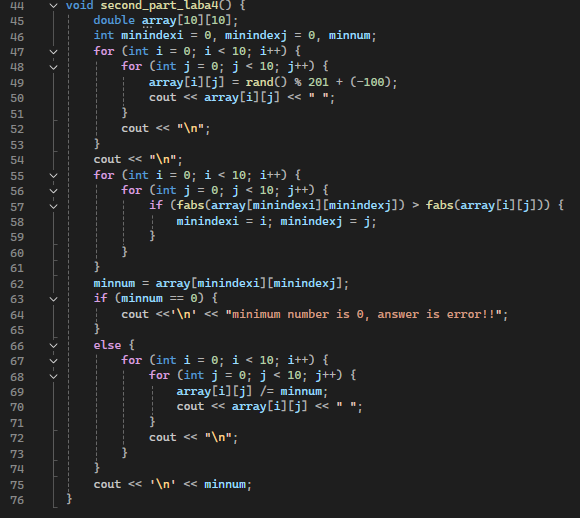 44 void second_part_laba4() {
45     double array[10][10];
46     int minindexi = 0, minindexj = 0, minnum;
47     for (int i = 0; i < 10; i++) {
48         for (int j = 0; j < 10; j++) {
49             array[i][j] = rand() % 201 + (-100);
50             cout << array[i][j] << " ";
51         }
52         cout << "\n";
53     }
54     cout << "\n";
55     for (int i = 0; i < 10; i++) {
56         for (int j = 0; j < 10; j++) {
57             if (fabs(array[minindexi][minindexj]) > fabs(array[i][j])) {
58                 minindexi = i; minindexj = j;
59             }
60         }
61     }
62     minnum = array[minindexi][minindexj];
63     if (minnum == 0) {
64         cout <<'\n' << "minimum number is 0, answer is error!!";
65     }
66     else {
67         for (int i = 0; i < 10; i++) {
68             for (int j = 0; j < 10; j++) {
69                 array[i][j] /= minnum;
70                 cout << array[i][j] << " ";
71             }
72             cout << "\n";
73         }
74     }
75     cout << '\n' << minnum;
76 }